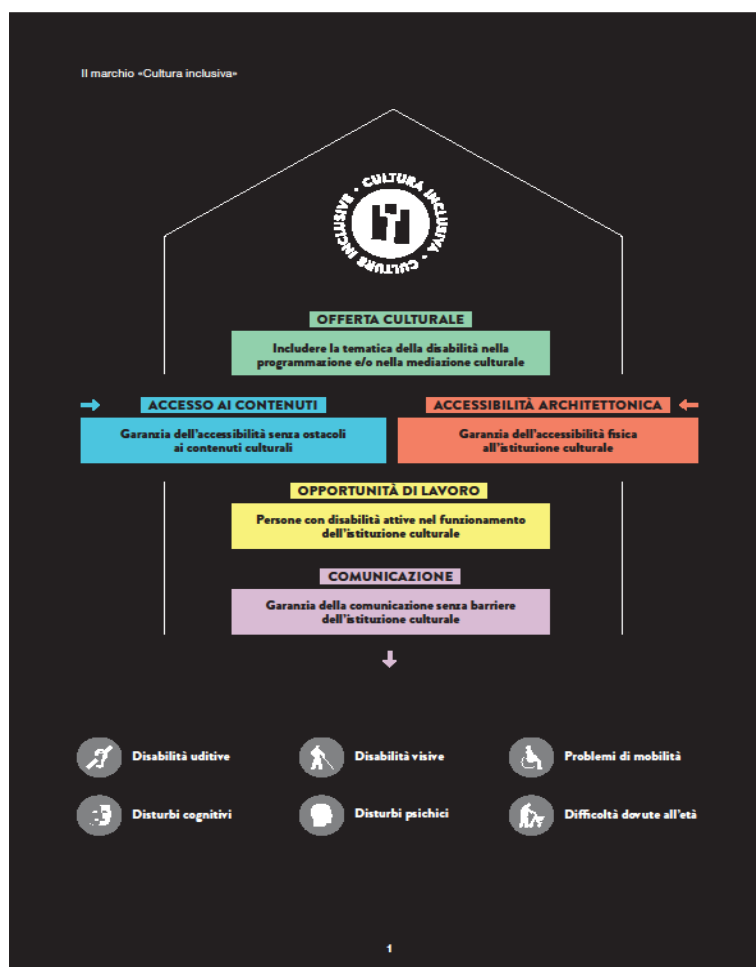 Il marchio «Cultura inclusiva»
CULTURA INCLUSIVA · CULTURE INCLUSIVE ·
OFFERTA CULTURALE
Includere la tematica della disabilità nella
programmazione e/o nella mediazione culturale
ACCESSO AI CONTENUTI
Garanzia dell'accessibilità senza ostacoli
ai contenuti culturali
ACCESSIBILITÀ ARCHITETTONICA
Garanzia dell'accessibilità fisica
all'istituzione culturale
OPPORTUNITÀ DI LAVORO
Persone con disabilità attive nel funzionamento
dell'istituzione culturale
COMUNICAZIONE
Garanzia della comunicazione senza barriere
dell'istituzione culturale
Disabilità uditive
Disabilità visive
Problemi di mobilità
Disturbi cognitivi
Disturbi psichici
Difficoltà dovute all'età
1